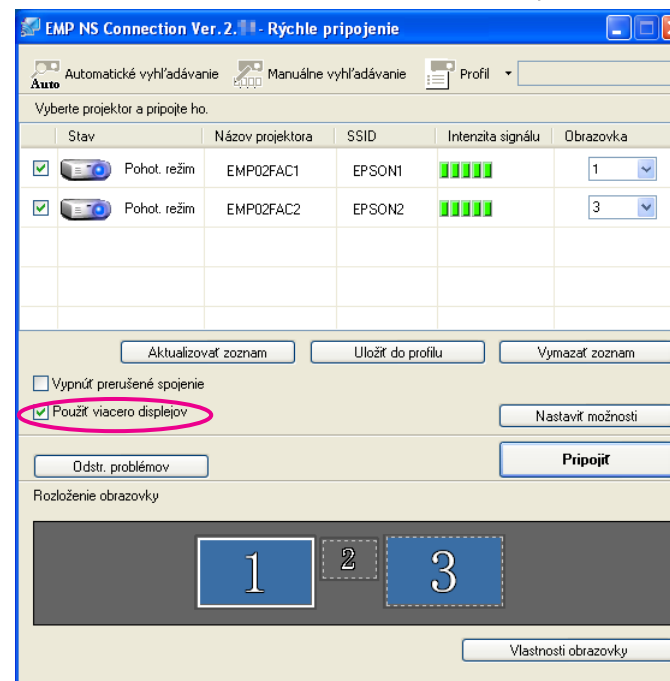 EMP NS Connection Ver.2. - Rýchle pripojenie
Auto Automatické vyhľadávanie Manuálne vyhľadávanie Profil
Vyberte projektor a pripojte ho.
Stav Názov projektora SSID Intenzita signálu Obrazovka
Pohot. režim EMP02FAC1 EPSON1 1
Pohot. režim EMP02FAC2 EPSON2 3
Aktualizovať zoznam Uložiť do profilu Vymazať zoznam
Vypnúť prerušené spojenie
Použiť viacero displejov
Nastaviť možnosti
Odstr. problémov Pripojiť
Rozloženie obrazovky
1 2 3
Vlastnosti obrazovky